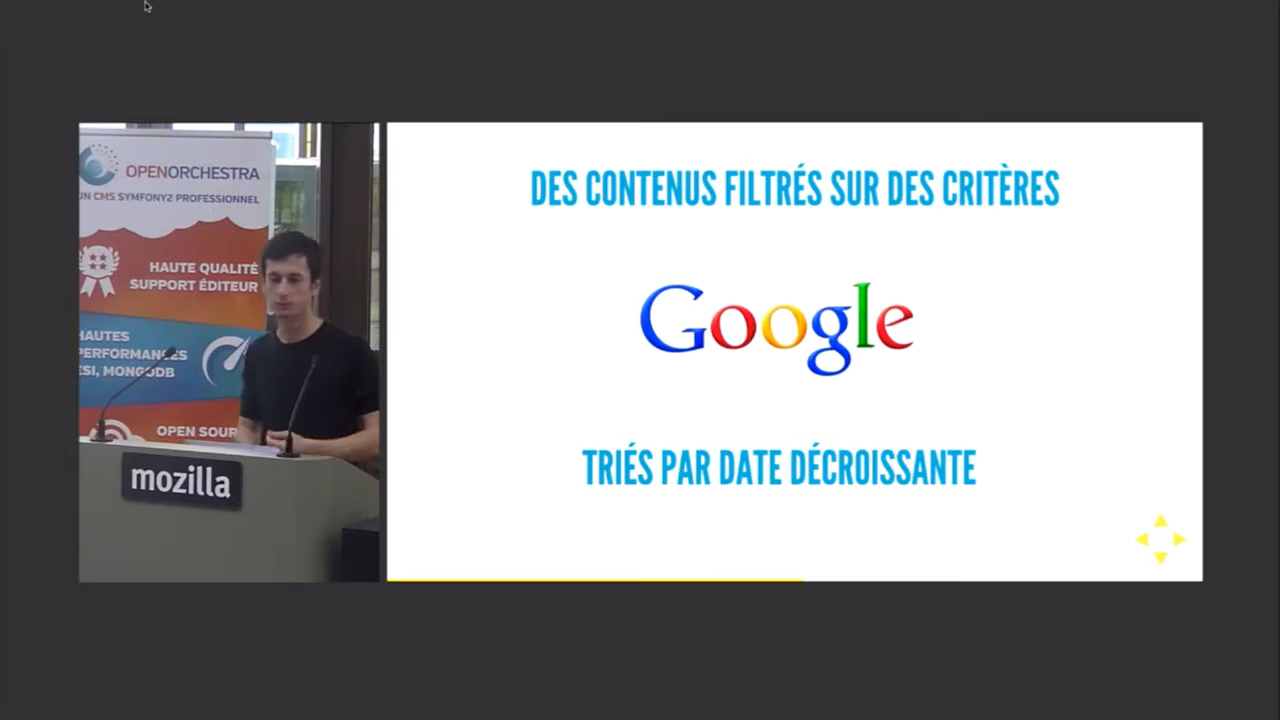 OPENORCHESTRA
UN CMS SYMFONY2 PROFESSIONNEL
HAUTE QUALITÉ
SUPPORT ÉDITEUR
HAUTES
PERFORMANCES
ESI, MONGODB
OPEN SOUR
mozilla
DES CONTENUS FILTRÉS SUR DES CRITÈRES
Google
TRIÉS PAR DATE DÉCROISSANTE